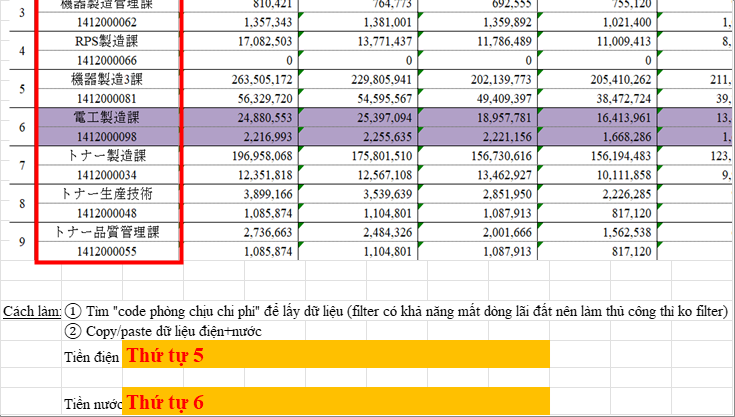 機器製造管理課 810,421 764,773 692,555 755,120
3
1412000062 1,357,343 1,381,001 1,359,892 1,021,400 1,
RPS製造課 17,082,503 13,771,437 11,786,489 11,009,413 8,
4
1412000066 0 0 0 0
機器製造3課 263,505,172 229,805,941 202,139,773 205,410,262 211,
5
1412000081 56,329,720 54,595,567 49,409,397 38,472,724 39,
電工製造課 24,880,553 25,397,094 18,957,781 16,413,961 13,
6
1412000098 2,216,993 2,255,635 2,221,156 1,668,286 1,
トナー製造課 196,958,068 175,801,510 156,730,616 156,194,483 123,
7
1412000034 12,351,818 12,567,108 13,462,927 10,111,858 9,
トナー生産技術 3,899,166 3,539,639 2,851,950 2,226,285
8
1412000048 1,085,874 1,104,801 1,087,913 817,120
トナー品質管理課 2,736,663 2,484,326 2,001,666 1,562,538
9
1412000055 1,085,874 1,104,801 1,087,913 817,120
Cách làm: ① Tìm "code phòng chịu chi phí" để lấy dữ liệu (filter có khả năng mất dòng lãi đất nên làm thủ công thì ko filter)
② Copy/paste dữ liệu điện+nước
Tiền điện Thứ tự 5
Tiền nước Thứ tự 6